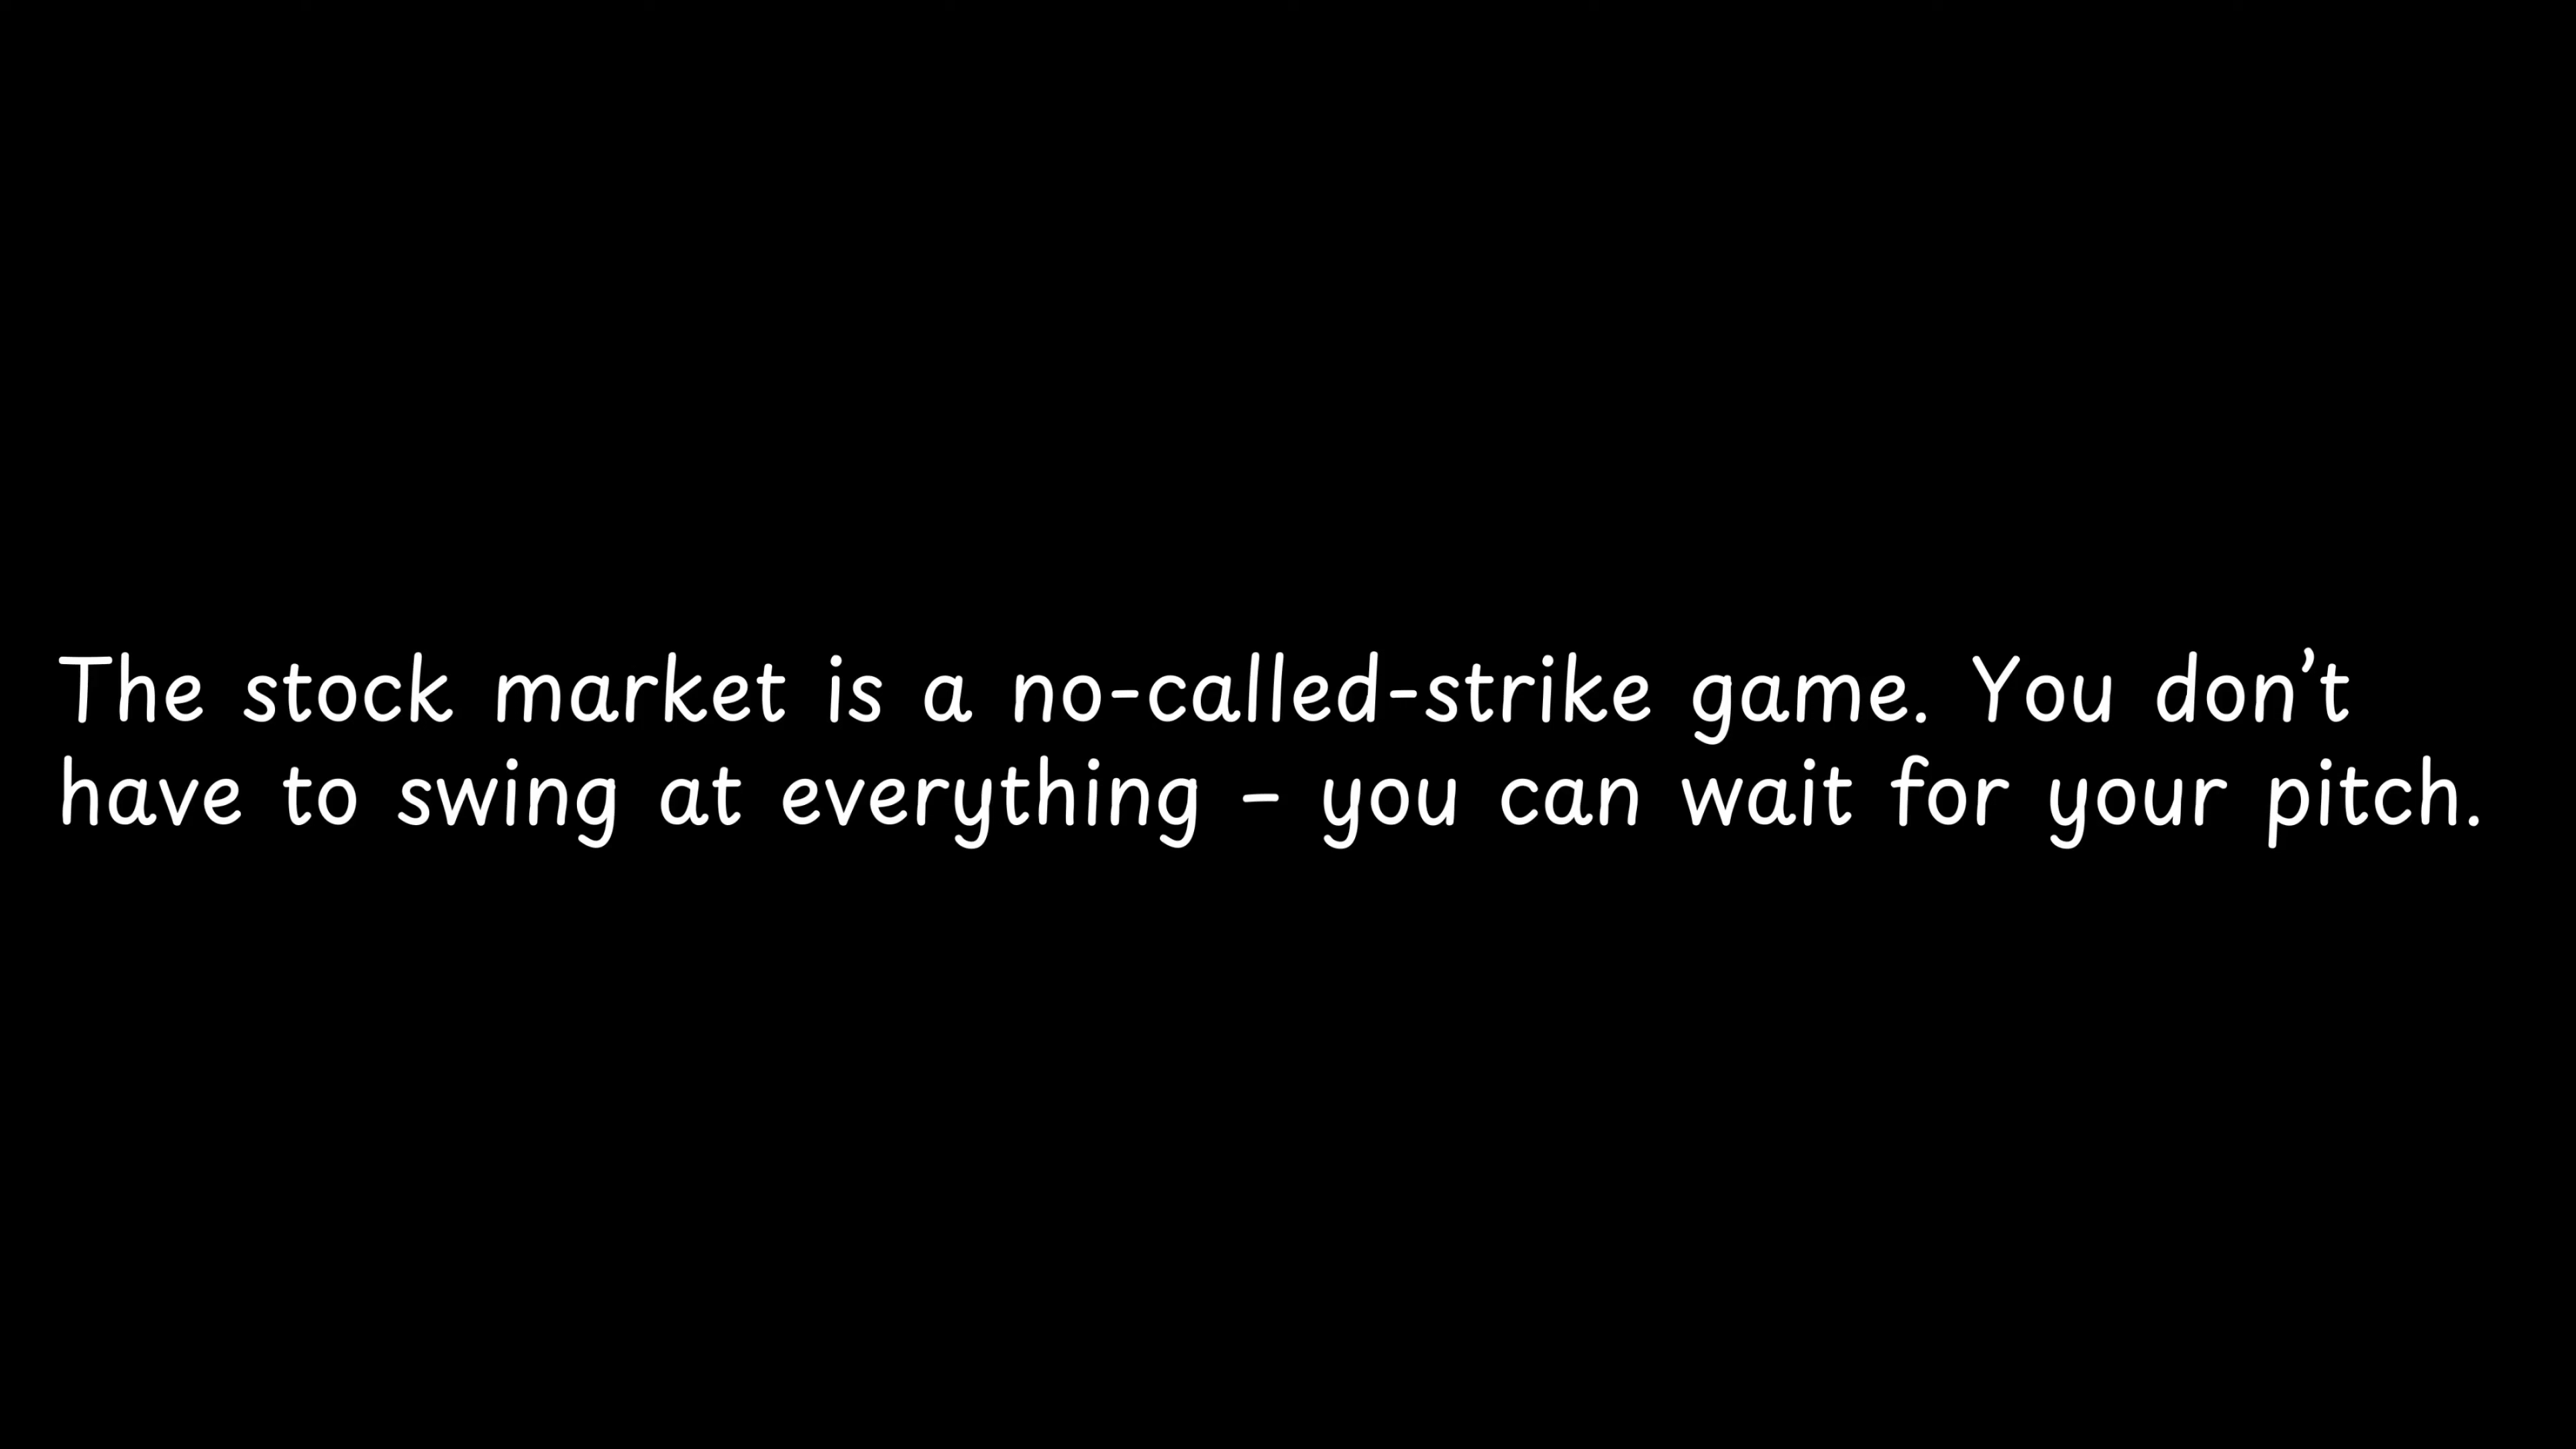 The stock market is a no-called-strike game. You don’t
have to swing at everything – you can wait for your pitch.